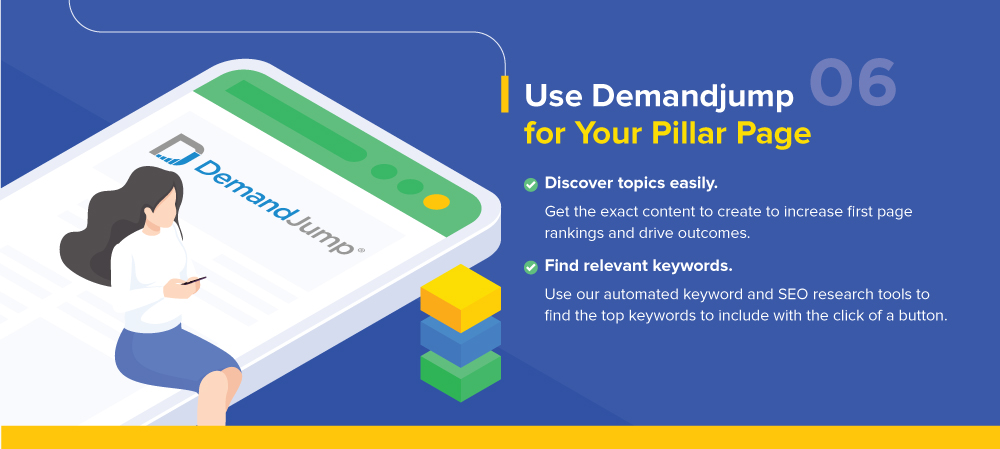 06
Use Demandjump
for Your Pillar Page
Discover topics easily.
Get the exact content to create to increase first page
rankings and drive outcomes.
Find relevant keywords.
Use our automated keyword and SEO research tools to
find the top keywords to include with the click of a button.
DemandJump®